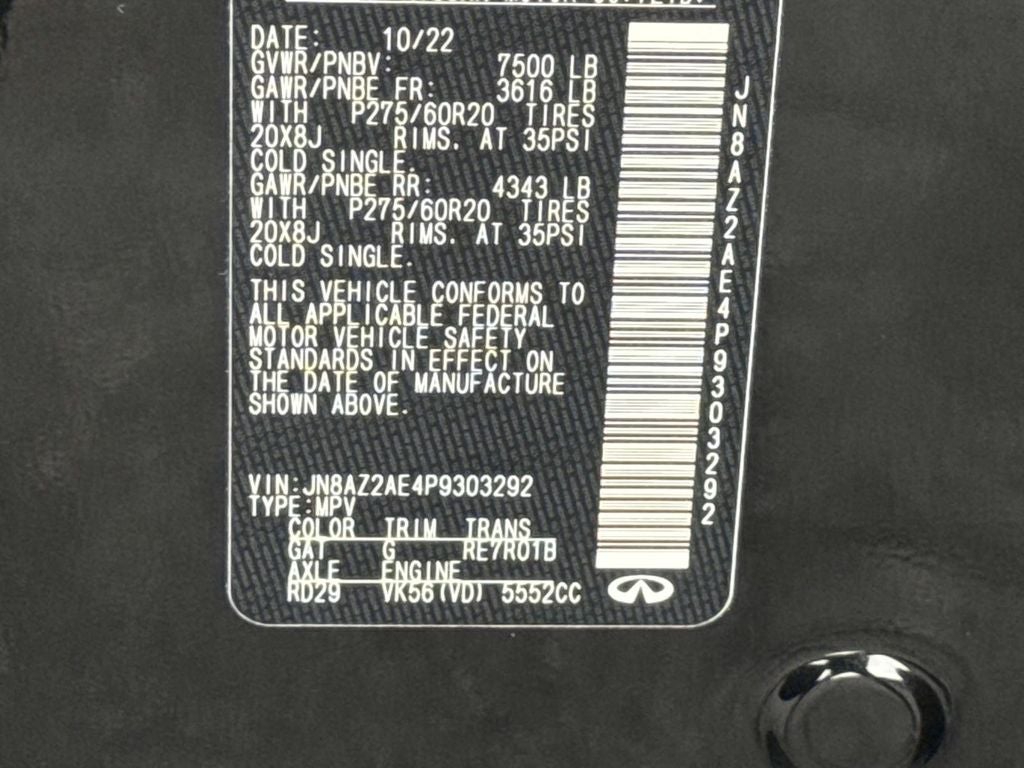 DATE: 10/22
GVWR/PNBV: 7500 LB
GAWR/PNBE FR: 3616 LB
WITH P275/60R20 TIRES
20X8J RIMS. AT 35PSI
COLD SINGLE.
GAWR/PNBE RR: 4343 LB
WITH P275/60R20 TIRES
20X8J RIMS. AT 35PSI
COLD SINGLE.
THIS VEHICLE CONFORMS TO
ALL APPLICABLE FEDERAL
MOTOR VEHICLE SAFETY
STANDARDS IN EFFECT ON
THE DATE OF MANUFACTURE
SHOWN ABOVE.
VIN:JN8AZ2AE4P9303292
TYPE:MPV
COLOR TRIM TRANS
GAT G RE7R01B
AXLE ENGINE
RD29 VK56(VD) 5552CC
JN8AZ2AE4P9303292